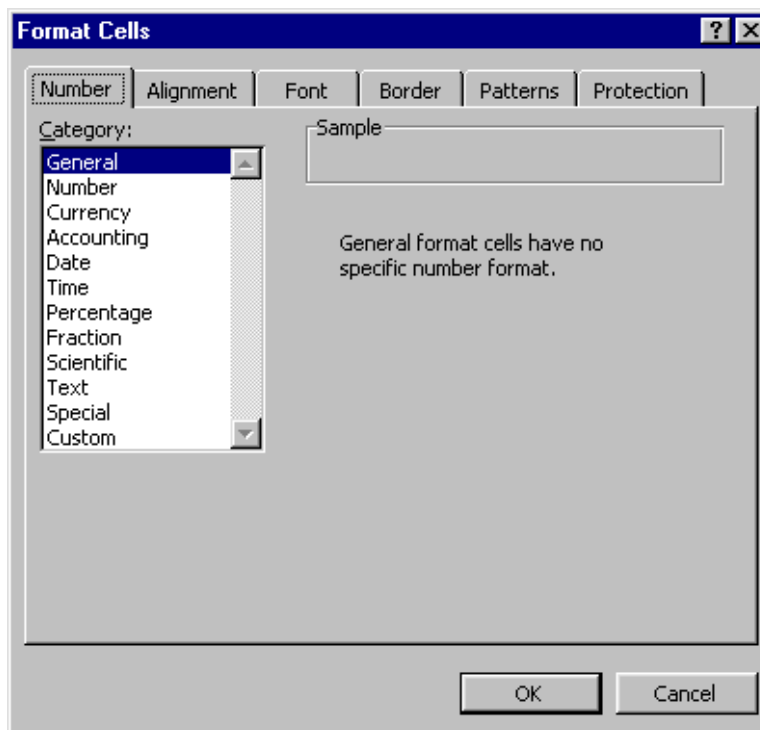 Format Cells
Number Alignment Font Border Patterns Protection
Category:
General
Number
Currency
Accounting
Date
Time
Percentage
Fraction
Scientific
Text
Special
Custom
Sample
General format cells have no
specific number format.
OK Cancel